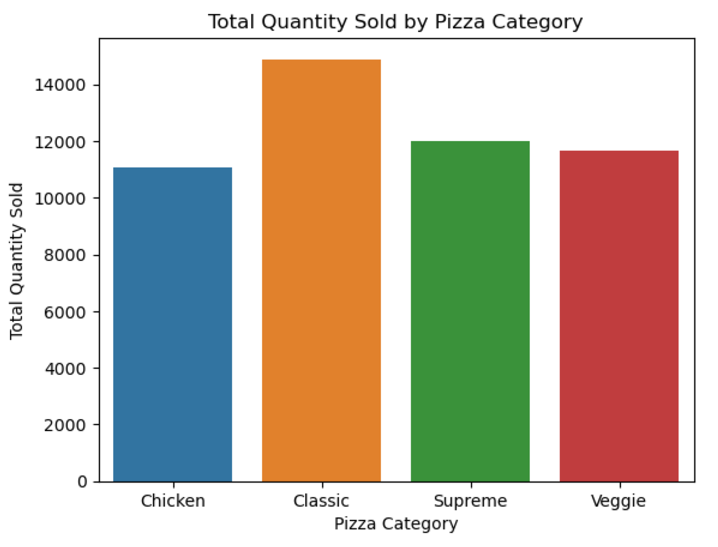 Total Quantity Sold by Pizza Category
Total Quantity Sold
14000
12000
10000
8000
6000
4000
2000
0
Chicken Classic Supreme Veggie
Pizza Category